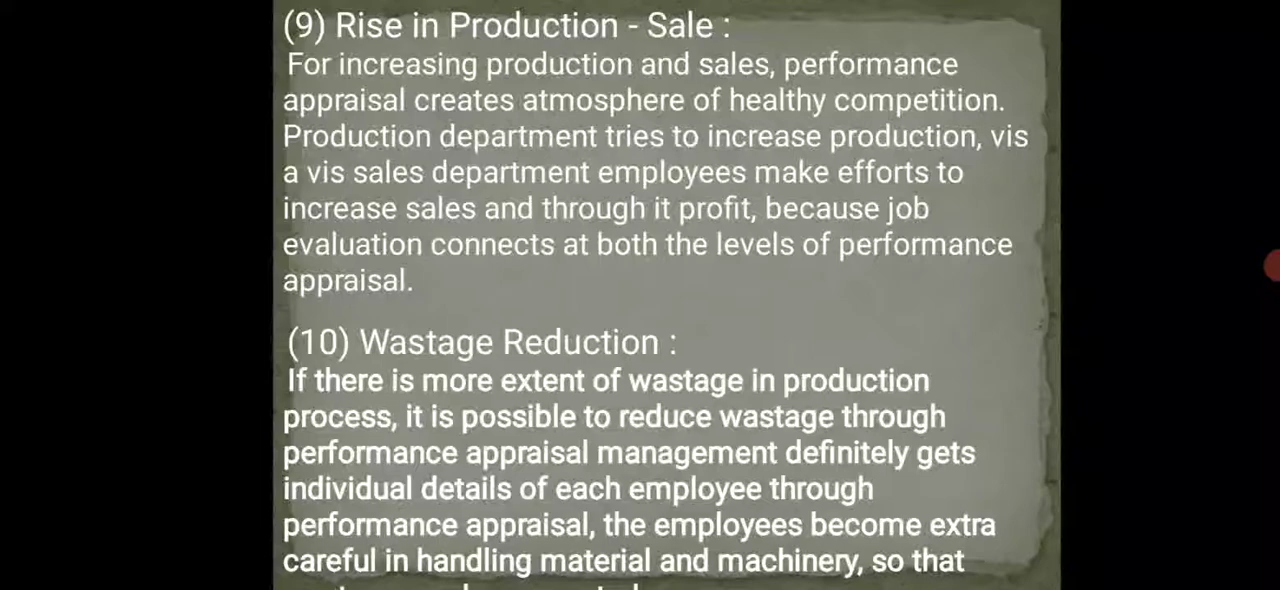 (9) Rise in Production - Sale :
For increasing production and sales, performance
appraisal creates atmosphere of healthy competition.
Production department tries to increase production, vis
a vis sales department employees make efforts to
increase sales and through it profit, because job
evaluation connects at both the levels of performance
appraisal.
(10) Wastage Reduction :
If there is more extent of wastage in production
process, it is possible to reduce wastage through
performance appraisal management definitely gets
individual details of each employee through
performance appraisal, the employees become extra
careful in handling material and machinery, so that